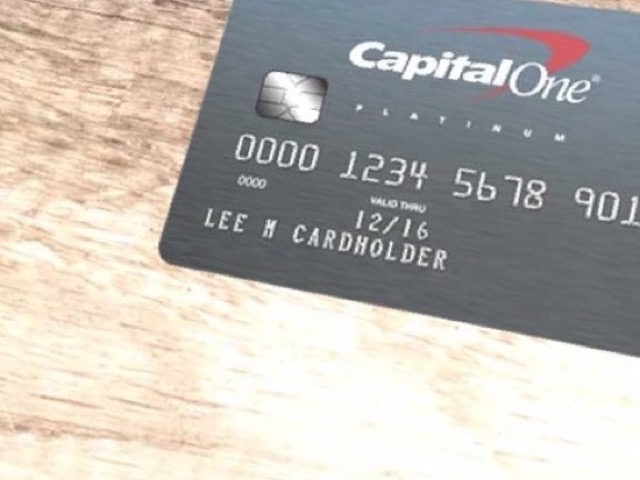 CapitalOne®
PLATINUM
0000 1234 5678 901
0000
VALID THRU
12/16
LEE M CARDHOLDER